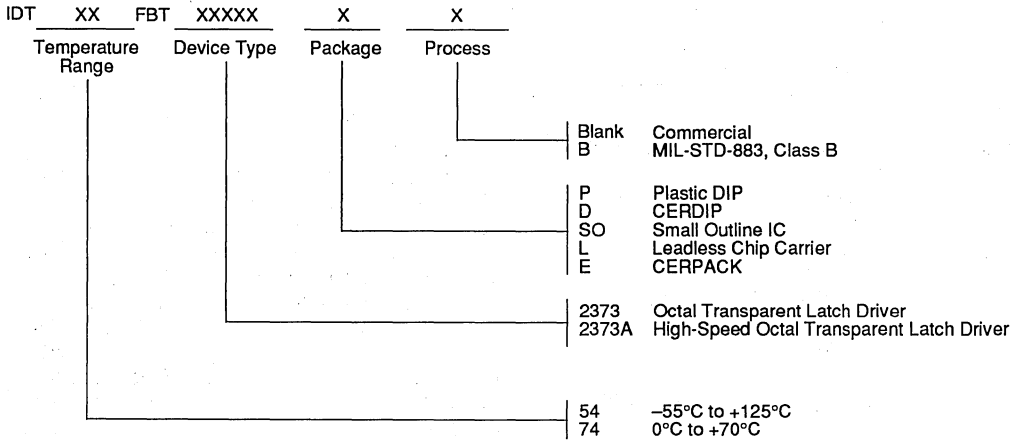 IDT XX FBT XXXXX X X
Temperature Range Device Type Package Process
Blank Commercial
B MIL-STD-883, Class B
P Plastic DIP
D CERDIP
SO Small Outline IC
L Leadless Chip Carrier
E CERPACK
2373 Octal Transparent Latch Driver
2373A High-Speed Octal Transparent Latch Driver
54 –55°C to +125°C
74 0°C to +70°C